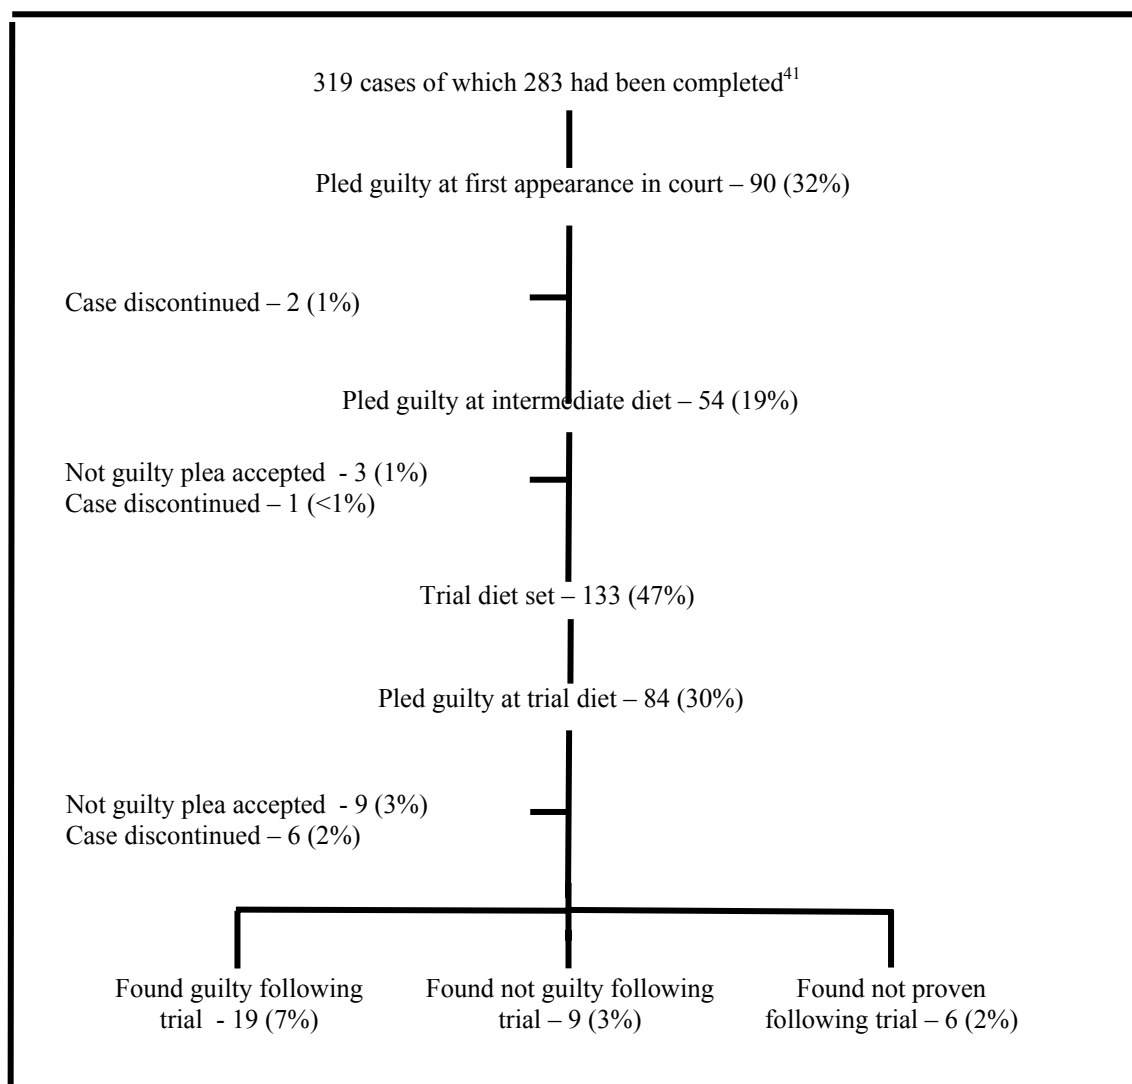 319 cases of which 283 had been completed41
Pled guilty at first appearance in court – 90 (32%)
Case discontinued – 2 (1%)
Pled guilty at intermediate diet – 54 (19%)
Not guilty plea accepted  - 3 (1%)
Case discontinued – 1 (<1%)
Trial diet set – 133 (47%)
Pled guilty at trial diet – 84 (30%)
Not guilty plea accepted  - 9 (3%)
Case discontinued – 6 (2%)
Found guilty following
trial  - 19 (7%)
Found not guilty following
trial – 9 (3%)
Found not proven
following trial – 6 (2%)